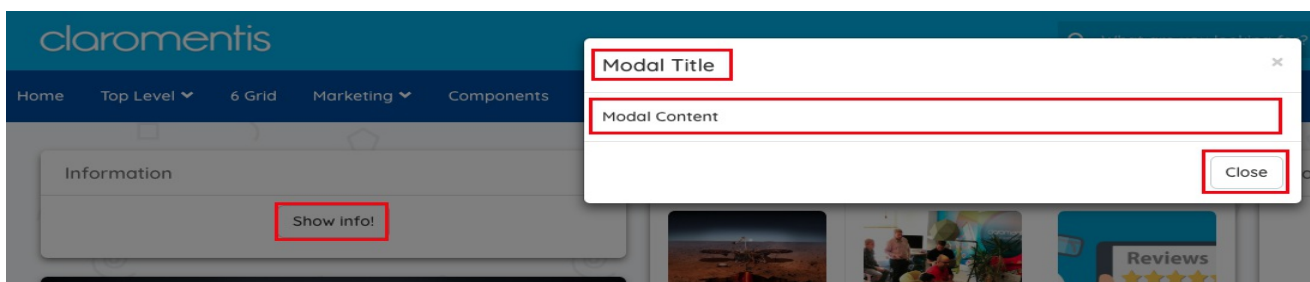 claromentis
Home Top Level 6 Grid Marketing Components
Modal Title
Modal Content
Close
Information
Show info!
Reviews